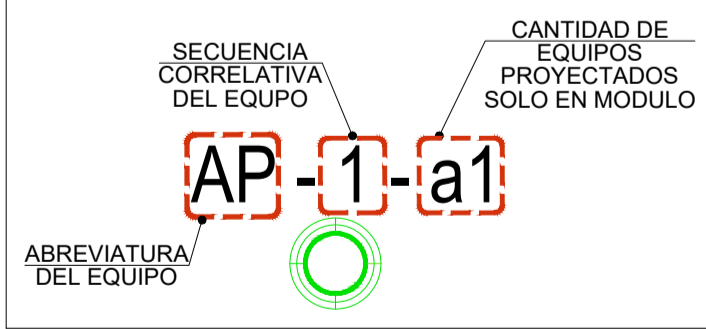 SECUENCIA
CORRELATIVA
DEL EQUPO
CANTIDAD DE
EQUIPOS
PROYECTADOS
SOLO EN MODULO
AP - 1 - a1
ABREVIATURA
DEL EQUIPO